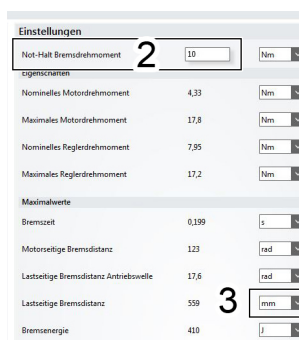 Einstellungen
Not-Halt Bremsdrehmoment 10 Nm
2
Eigenschaften
Nominelles Motordrehmoment 4,33 Nm
Maximales Motordrehmoment 17,8 Nm
Nominelles Reglerdrehmoment 7,95 Nm
Maximales Reglerdrehmoment 17,2 Nm
Maximalwerte
Bremszeit 0,199 s
Motorseitige Bremsdistanz 123 rad
Lastseitige Bremsdistanz Antriebswelle 17,6 rad
Lastseitige Bremsdistanz 559 mm
3
Bremsenergie 410 J